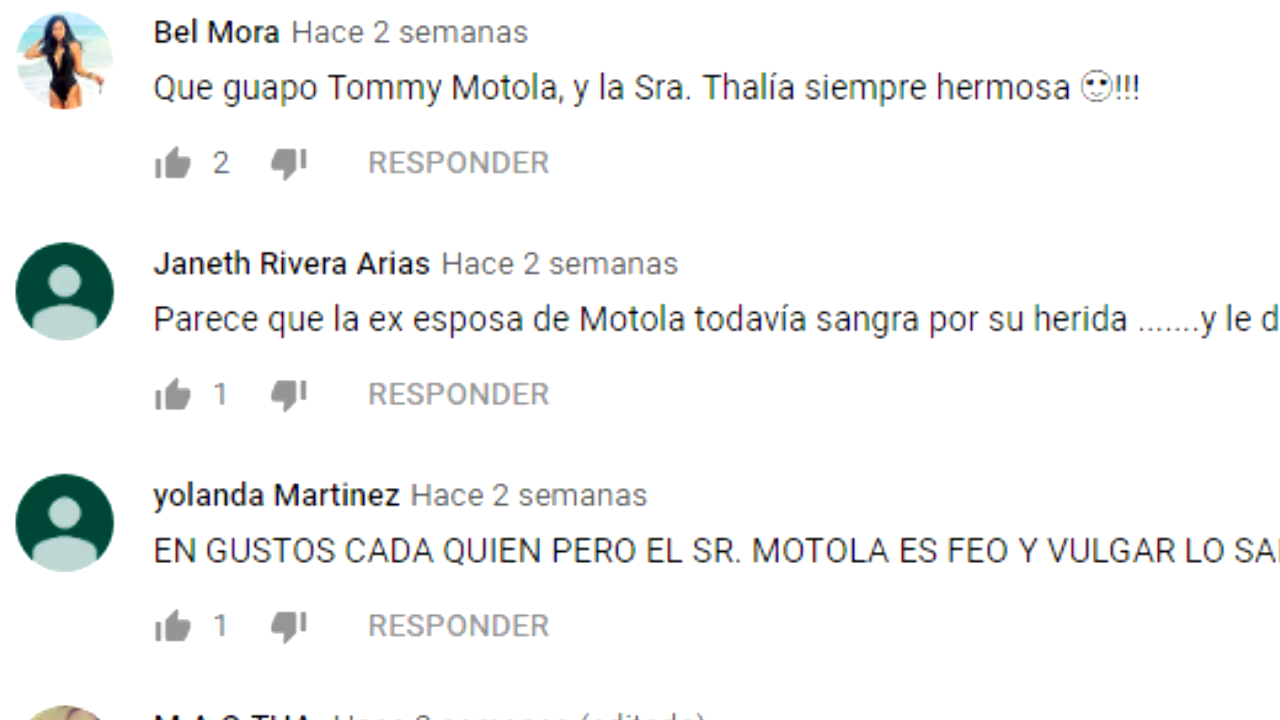 Bel Mora Hace 2 semanas
Que guapo Tommy Motola, y la Sra. Thalía siempre hermosa 🙂!!!
2 RESPONDER
Janeth Rivera Arias Hace 2 semanas
Parece que la ex esposa de Motola todavía sangra por su herida .......y le d
1 RESPONDER
yolanda Martinez Hace 2 semanas
EN GUSTOS CADA QUIEN PERO EL SR. MOTOLA ES FEO Y VULGAR LO
1 RESPONDER